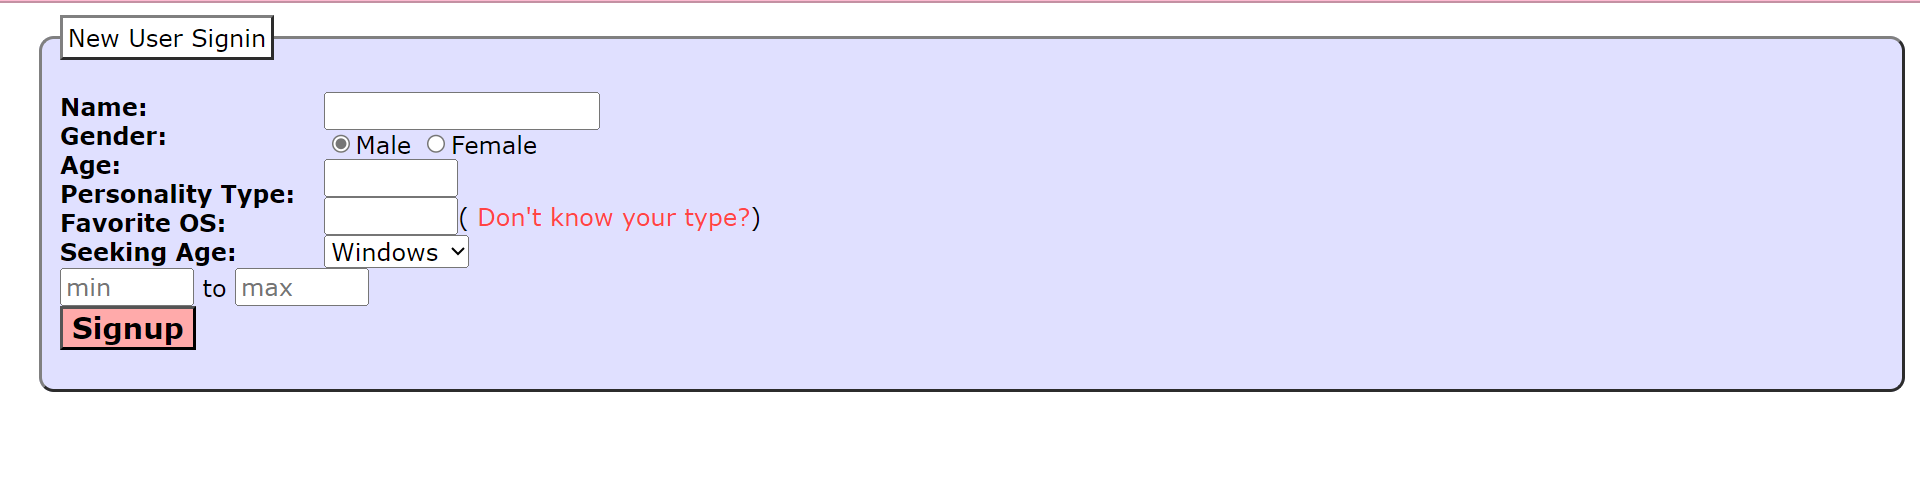 New User Signin
Name:
Gender: Male Female
Age:
Personality Type:
( Don't know your type?)
Favorite OS:
Seeking Age: Windows
min to max
Signup